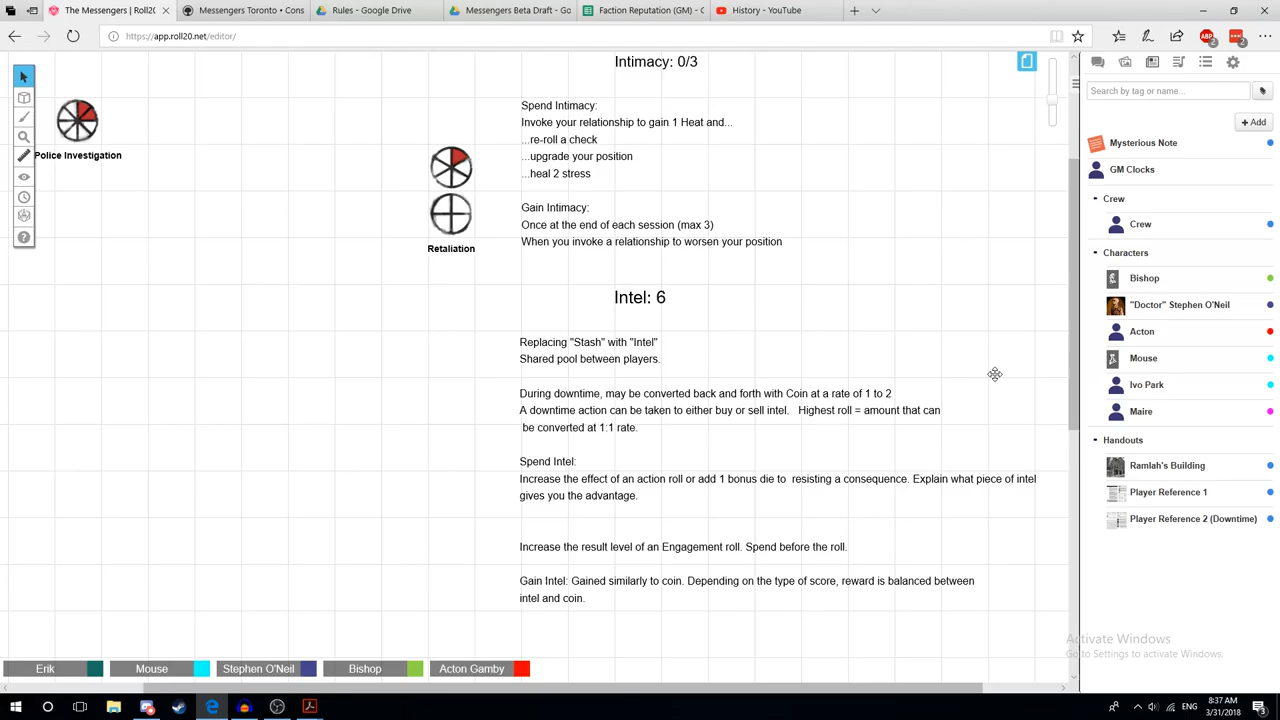 The Messengers | Roll20
Messengers Toronto • Cons
Rules - Google Drive
Messengers Beta Draft - Go
Faction Reputation (GM) - G
History - YouTube
https://app.roll20.net/editor/
Intimacy: 0/3
Spend Intimacy:
Invoke your relationship to gain 1 Heat and...
...re-roll a check
...upgrade your position
...heal 2 stress
Gain Intimacy:
Once at the end of each session (max 3)
When you invoke a relationship to worsen your position
Police Investigation
Retaliation
Intel: 6
Replacing "Stash" with "Intel"
Shared pool between players.
During downtime, may be converted back and forth with Coin at a rate of 1 to 2
A downtime action can be taken to either buy or sell intel. Highest roll = amount that can
be converted at 1:1 rate.
Spend Intel:
Increase the effect of an action roll or add 1 bonus die to resisting a consequence. Explain what piece of intel
gives you the advantage.
Increase the result level of an Engagement roll. Spend before the roll.
Gain Intel: Gained similarly to coin. Depending on the type of score, reward is balanced between
intel and coin.
Search by tag or name...
+ Add
Mysterious Note
GM Clocks
Crew
Crew
Characters
Bishop
"Doctor" Stephen O'Neil
Acton
Mouse
Ivo Park
Maire
Handouts
Ramlah's Building
Player Reference 1
Player Reference 2 (Downtime)
Activate Windows
Go to Settings to activate Windows.
Erik
Mouse
Stephen O'Neil
Bishop
Acton Gamby
8:37 AM
3/31/2018